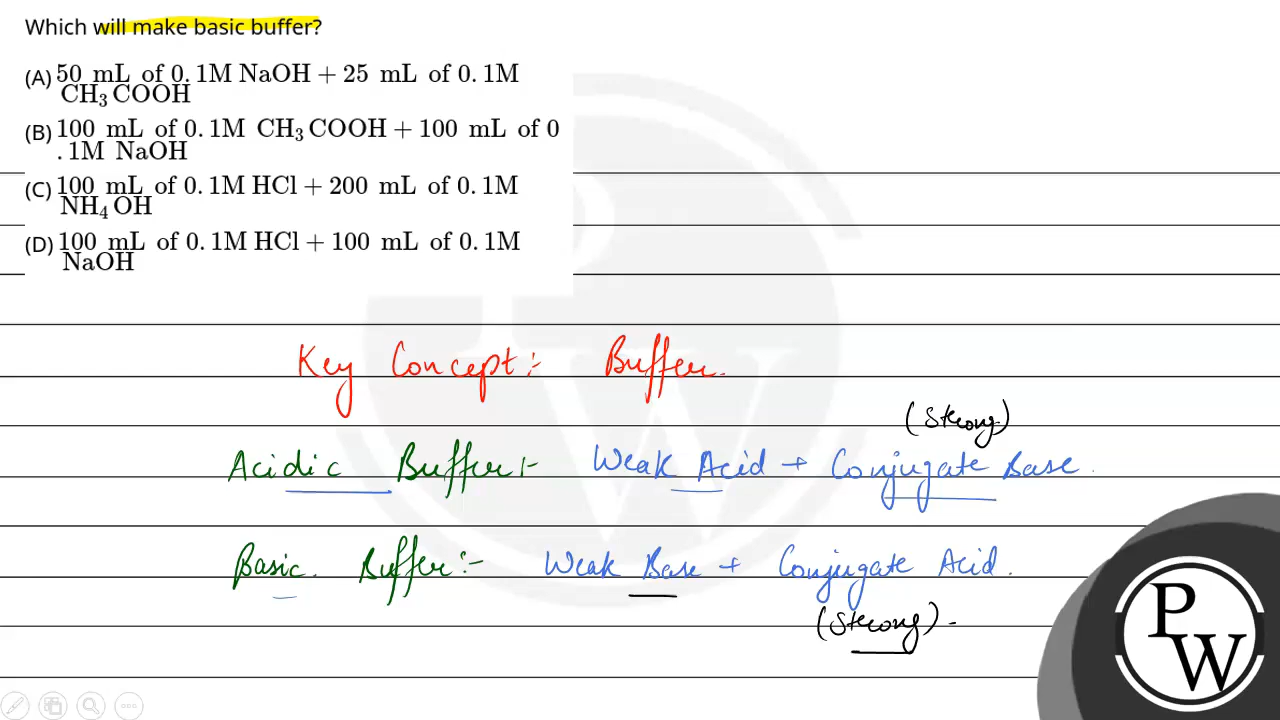 Which will make basic buffer?
(A) 50 mL of 0.1M NaOH + 25 mL of 0.1M
CH₃COOH
(B) 100 mL of 0.1M CH₃COOH + 100 mL of 0
.1M NaOH
(C) 100 mL of 0.1M HCl + 200 mL of 0.1M
NH₄OH
(D) 100 mL of 0.1M HCl + 100 mL of 0.1M
NaOH
Key Concept:- Buffer.
(Strong)
Acidic Buffer:- Weak Acid + Conjugate Base.
Basic Buffer:- Weak Base + Conjugate Acid.
(Strong)-
P
W